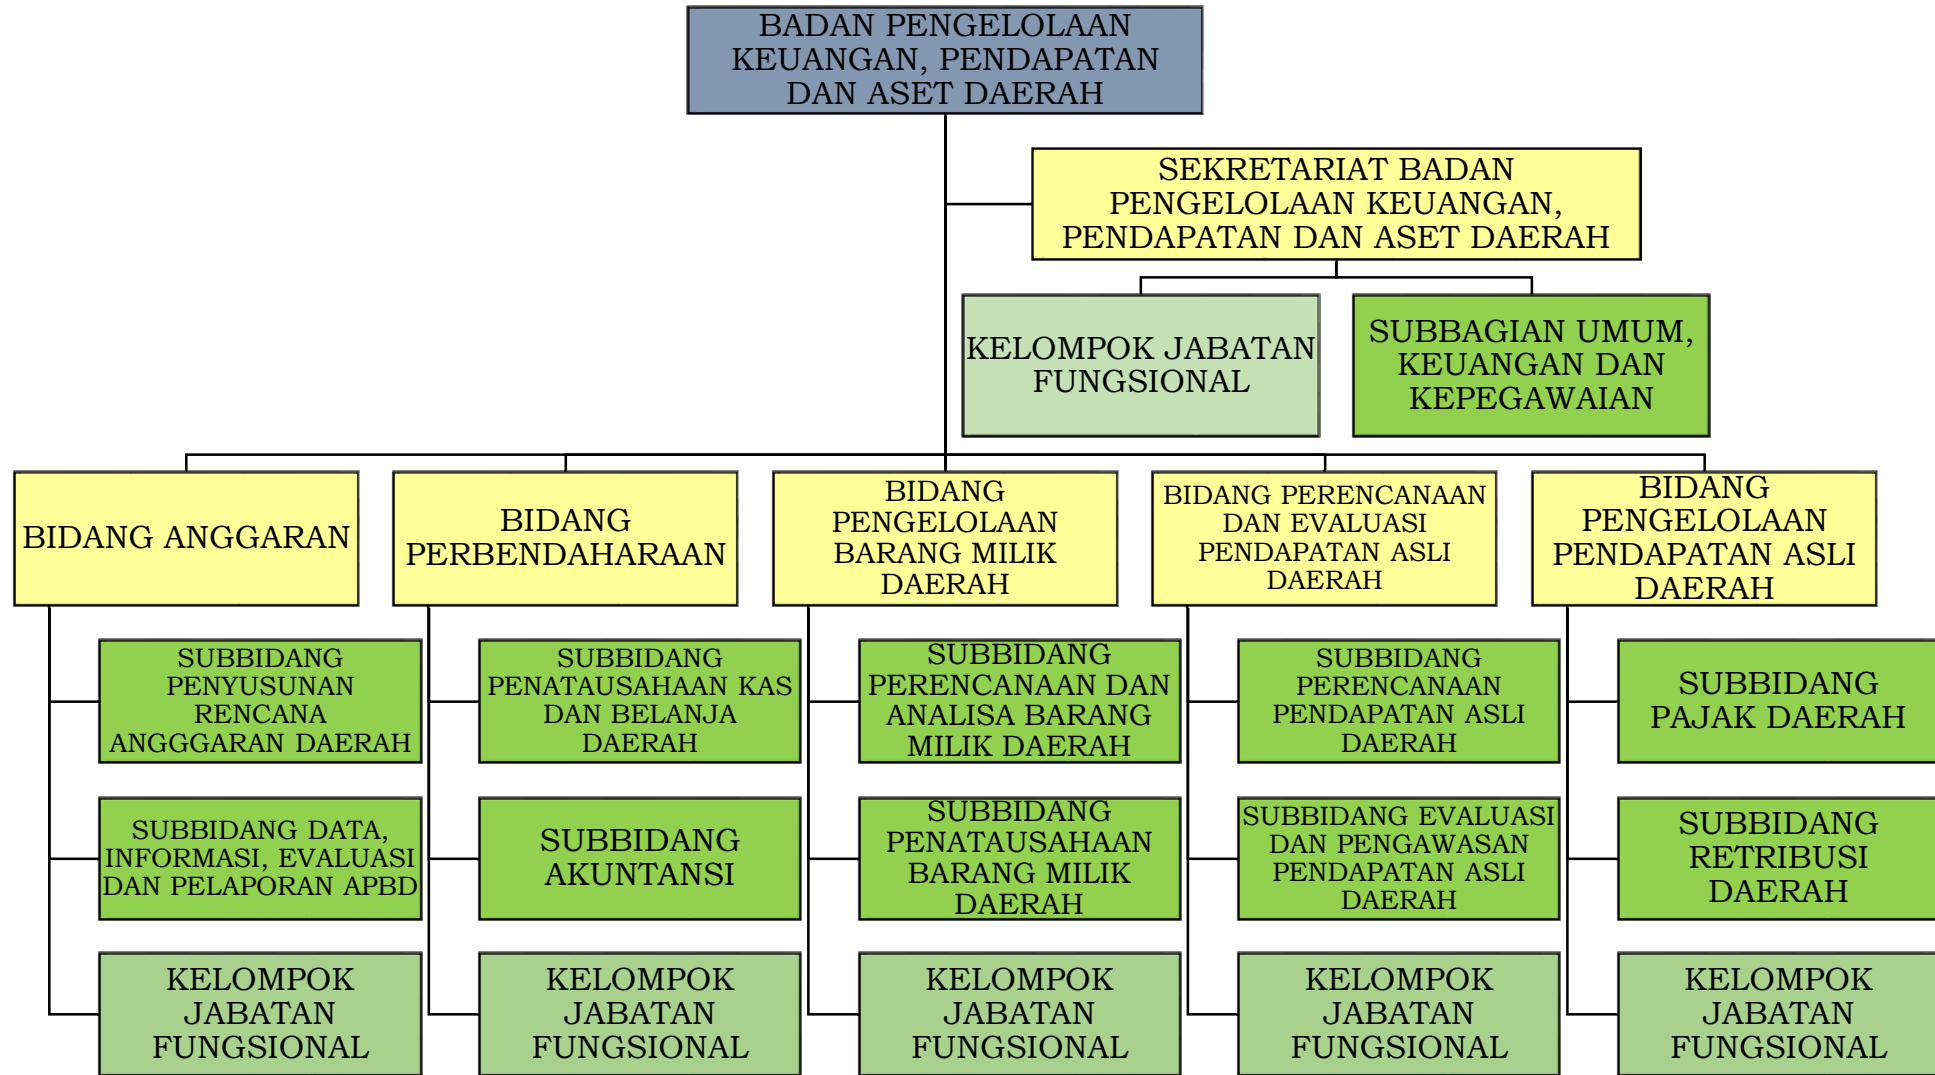 BADAN PENGELOLAAN
KEUANGAN, PENDAPATAN
DAN ASET DAERAH
SEKRETARIAT BADAN
PENGELOLAAN KEUANGAN,
PENDAPATAN DAN ASET DAERAH
KELOMPOK JABATAN
FUNGSIONAL
SUBBAGIAN UMUM,
KEUANGAN DAN
KEPEGAWAIAN
BIDANG ANGGARAN
BIDANG
PERBENDAHARAAN
BIDANG
PENGELOLAAN
BARANG MILIK
DAERAH
BIDANG PERENCANAAN
DAN EVALUASI
PENDAPATAN ASLI
DAERAH
BIDANG
PENGELOLAAN
PENDAPATAN ASLI
DAERAH
SUBBIDANG
PENYUSUNAN
RENCANA
ANGGGARAN DAERAH
SUBBIDANG
PENATAUSAHAAN KAS
DAN BELANJA
DAERAH
SUBBIDANG
PERENCANAAN DAN
ANALISA BARANG
MILIK DAERAH
SUBBIDANG
PERENCANAAN
PENDAPATAN ASLI
DAERAH
SUBBIDANG
PAJAK DAERAH
SUBBIDANG DATA,
INFORMASI, EVALUASI
DAN PELAPORAN APBD
SUBBIDANG
AKUNTANSI
SUBBIDANG
PENATAUSAHAAN
BARANG MILIK
DAERAH
SUBBIDANG EVALUASI
DAN PENGAWASAN
PENDAPATAN ASLI
DAERAH
SUBBIDANG
RETRIBUSI
DAERAH
KELOMPOK
JABATAN
FUNGSIONAL
KELOMPOK
JABATAN
FUNGSIONAL
KELOMPOK
JABATAN
FUNGSIONAL
KELOMPOK
JABATAN
FUNGSIONAL
KELOMPOK
JABATAN
FUNGSIONAL